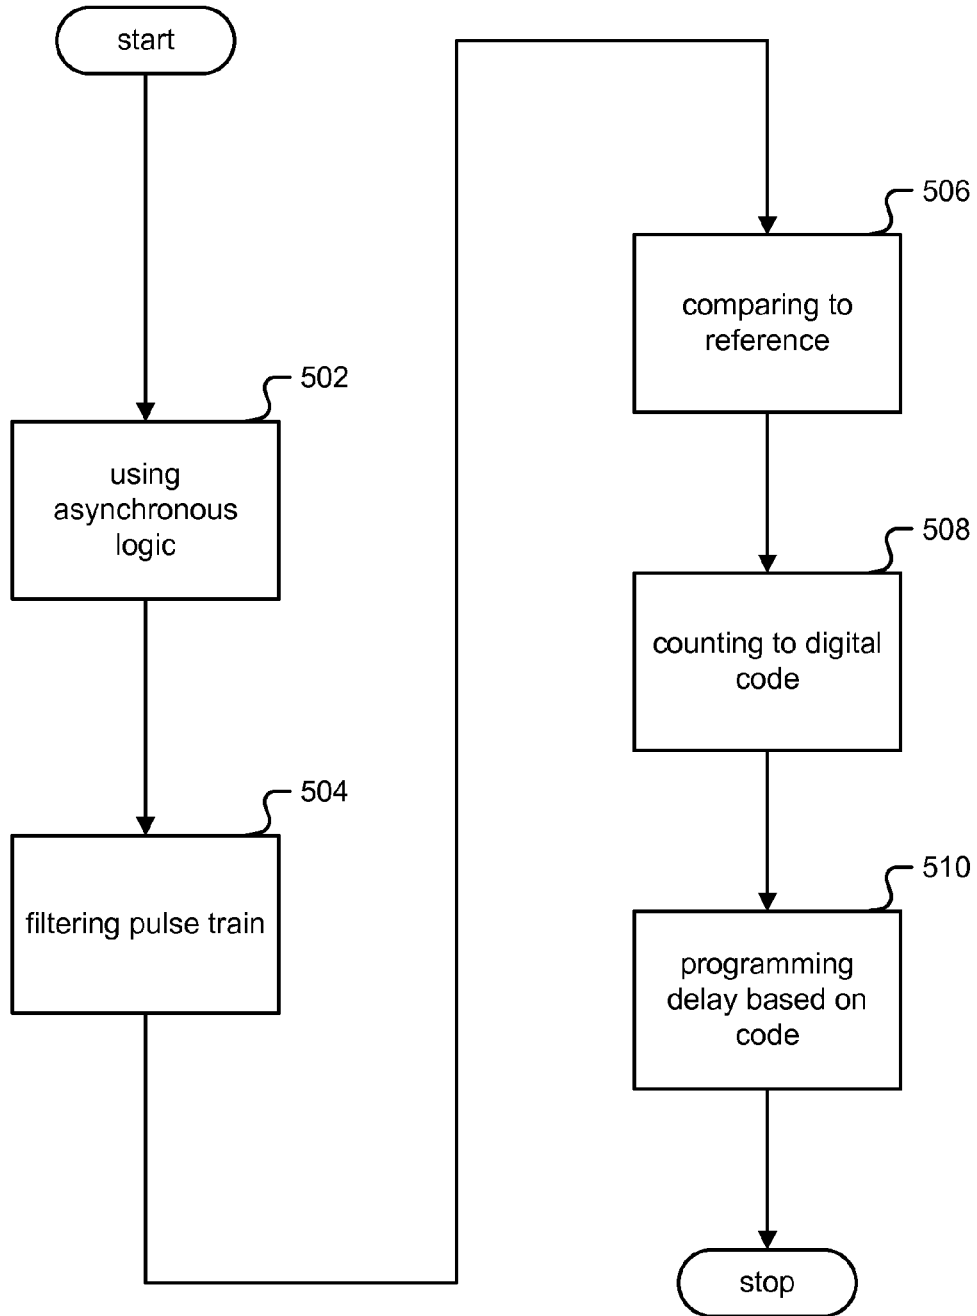 start
502
using
asynchronous
logic
504
filtering pulse train
506
comparing to
reference
508
counting to digital
code
510
programming
delay based on
code
stop